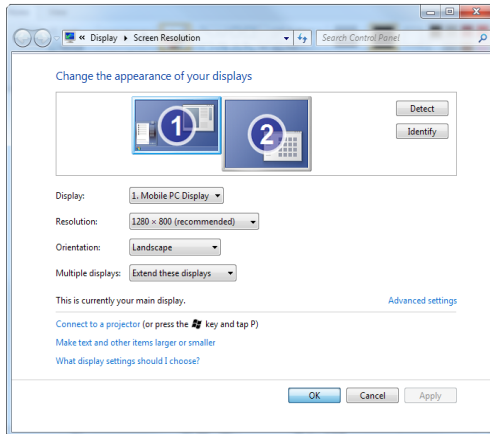 « Display ▸ Screen Resolution
Search Control Panel
Change the appearance of your displays
1
2
Detect
Identify
Display: 1. Mobile PC Display
Resolution: 1280 × 800 (recommended)
Orientation: Landscape
Multiple displays: Extend these displays
This is currently your main display.
Advanced settings
Connect to a projector (or press the key and tap P)
Make text and other items larger or smaller
What display settings should I choose?
OK
Cancel
Apply